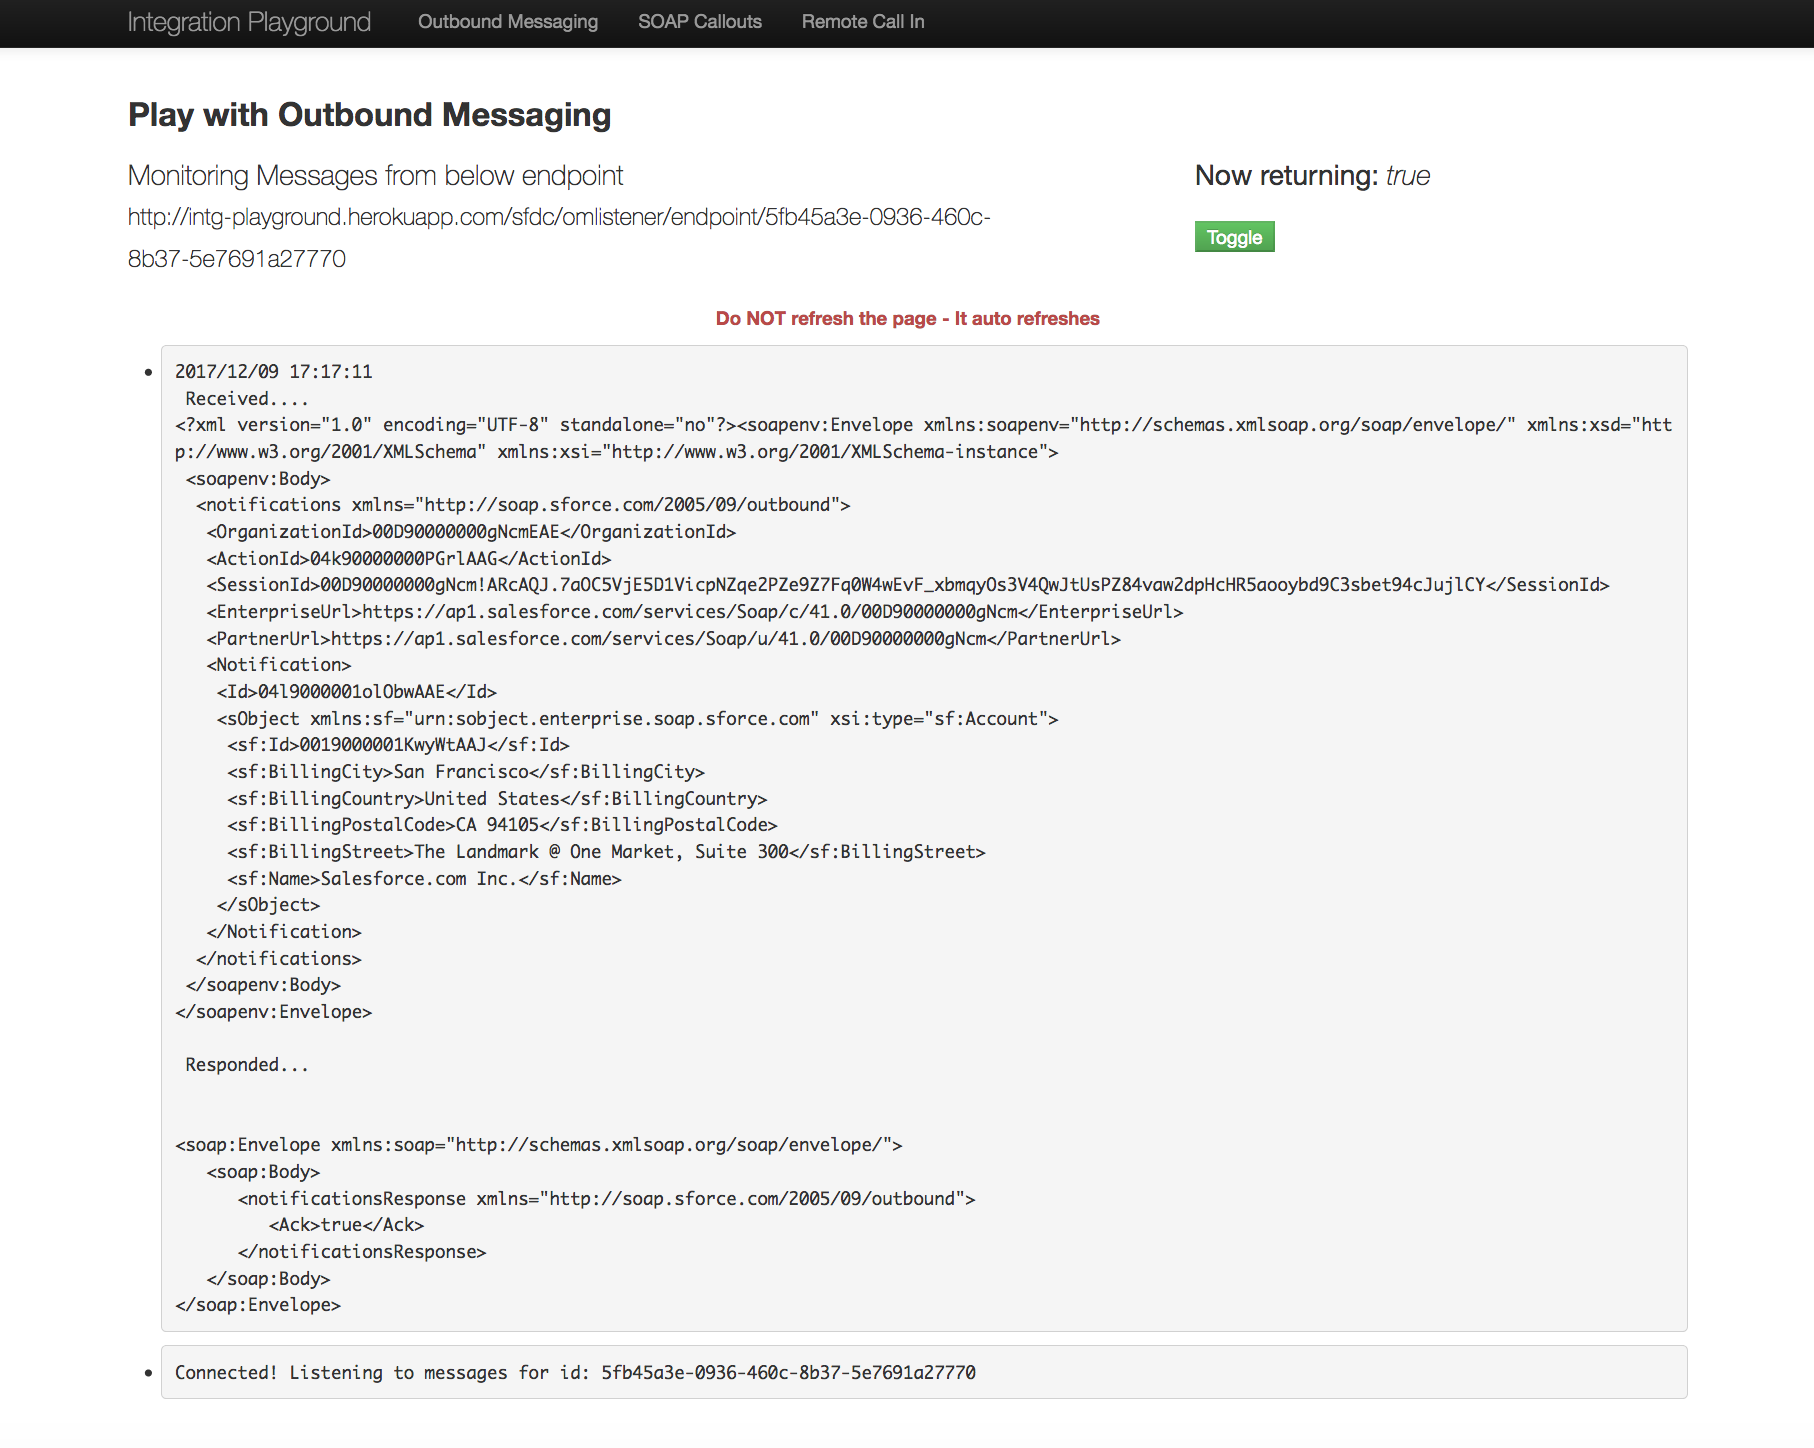 Integration Playground Outbound Messaging SOAP Callouts Remote Call In
Play with Outbound Messaging
Monitoring Messages from below endpoint
http://intg-playground.herokuapp.com/sfdc/omlistener/endpoint/5fb45a3e-0936-460c-
8b37-5e7691a27770
Now returning: true
Toggle
Do NOT refresh the page - It auto refreshes
2017/12/09 17:17:11
Received....
<?xml version="1.0" encoding="UTF-8" standalone="no"?><soapenv:Envelope xmlns:soapenv="http://schemas.xmlsoap.org/soap/envelope/" xmlns:xsd="htt
p://www.w3.org/2001/XMLSchema" xmlns:xsi="http://www.w3.org/2001/XMLSchema-instance">
<soapenv:Body>
<notifications xmlns="http://soap.sforce.com/2005/09/outbound">
<OrganizationId>00D90000000gNcmEAE</OrganizationId>
<ActionId>04k90000000PGrlAAG</ActionId>
<SessionId>00D90000000gNcm!ARcAQJ.7aOC5VjE5D1VicpNZqe2PZe9Z7Fq0W4wEvF_xbmqyOs3V4QwJtUsPZ84vaw2dpHcHR5aooybd9C3sbet94cJujlCY</SessionId>
<EnterpriseUrl>https://ap1.salesforce.com/services/Soap/c/41.0/00D90000000gNcm</EnterpriseUrl>
<PartnerUrl>https://ap1.salesforce.com/services/Soap/u/41.0/00D90000000gNcm</PartnerUrl>
<Notification>
<Id>04l9000001olObwAAE</Id>
<sObject xmlns:sf="urn:sobject.enterprise.soap.sforce.com" xsi:type="sf:Account">
<sf:Id>0019000001KwyWtAAJ</sf:Id>
<sf:BillingCity>San Francisco</sf:BillingCity>
<sf:BillingCountry>United States</sf:BillingCountry>
<sf:BillingPostalCode>CA 94105</sf:BillingPostalCode>
<sf:BillingStreet>The Landmark @ One Market, Suite 300</sf:BillingStreet>
<sf:Name>Salesforce.com Inc.</sf:Name>
</sObject>
</Notification>
</notifications>
</soapenv:Body>
</soapenv:Envelope>
Responded...
<soap:Envelope xmlns:soap="http://schemas.xmlsoap.org/soap/envelope/">
<soap:Body>
<notificationsResponse xmlns="http://soap.sforce.com/2005/09/outbound">
<Ack>true</Ack>
</notificationsResponse>
</soap:Body>
</soap:Envelope>
Connected! Listening to messages for id: 5fb45a3e-0936-460c-8b37-5e7691a27770